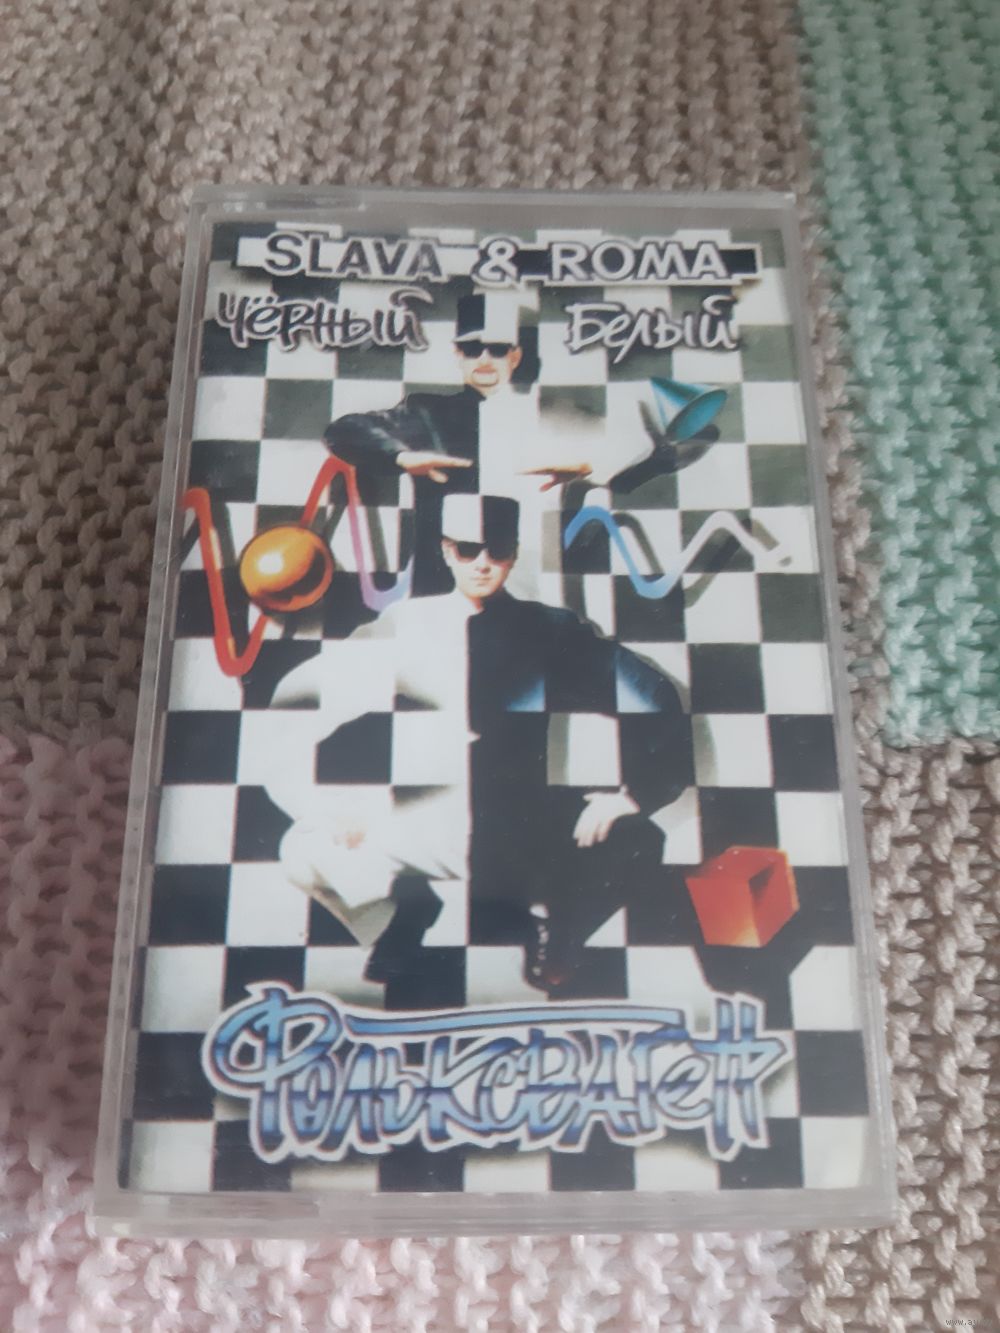 SLAVA & ROMA
Чёрный Белый
Фольксваген